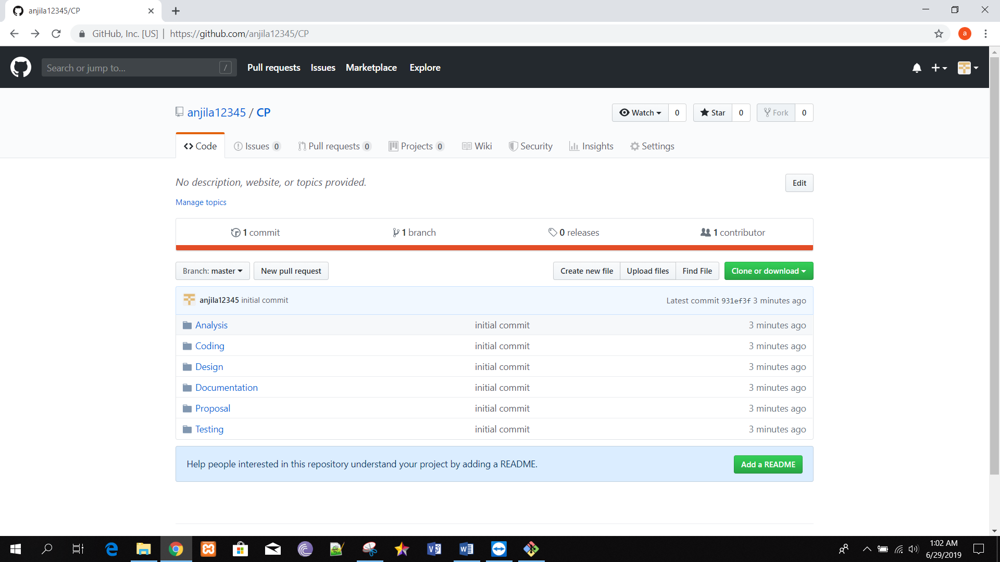 anjila12345/CP
GitHub, Inc. [US] | https://github.com/anjila12345/CP
a
Search or jump to... /
Pull requests Issues Marketplace Explore
anjila12345 / CP
Watch 0 Star 0 Fork 0
Code Issues 0 Pull requests 0 Projects 0 Wiki Security Insights Settings
No description, website, or topics provided.
Edit
Manage topics
1 commit 1 branch 0 releases 1 contributor
Branch: master New pull request Create new file Upload files Find File Clone or download
anjila12345 initial commit Latest commit 931ef3f 3 minutes ago
Analysis initial commit 3 minutes ago
Coding initial commit 3 minutes ago
Design initial commit 3 minutes ago
Documentation initial commit 3 minutes ago
Proposal initial commit 3 minutes ago
Testing initial commit 3 minutes ago
Help people interested in this repository understand your project by adding a README.
Add a README
1:02 AM
6/29/2019